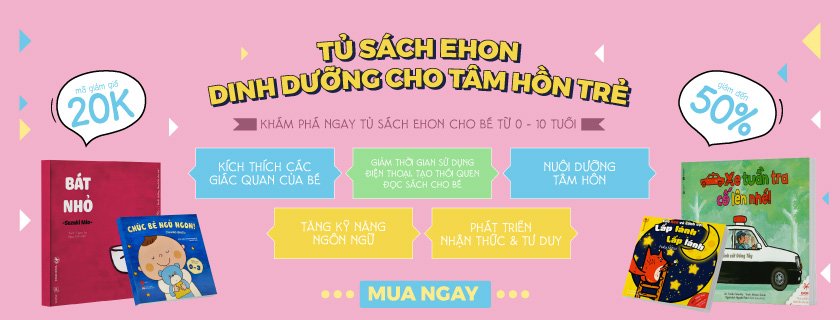 TỦ SÁCH EHON
DINH DƯỠNG CHO TÂM HỒN TRẺ
KHÁM PHÁ NGAY TỦ SÁCH EHON CHO BÉ TỪ 0 - 10 TUỔI
mã giảm giá
20K
giảm đến
50%
KÍCH THÍCH CÁC
GIÁC QUAN CỦA BÉ
GIẢM THỜI GIAN SỬ DỤNG
ĐIỆN THOẠI, TẠO THÓI QUEN
ĐỌC SÁCH CHO BÉ
NUÔI DƯỠNG
TÂM HỒN
TĂNG KỸ NĂNG
NGÔN NGỮ
PHÁT TRIỂN
NHẬN THỨC & TƯ DUY
MUA NGAY
BÁT
NHỎ
CHÚC BÉ NGỦ NGON!
0-3
Xe tuần tra
cố lên nhé!
Lấp lánh
Lấp lánh